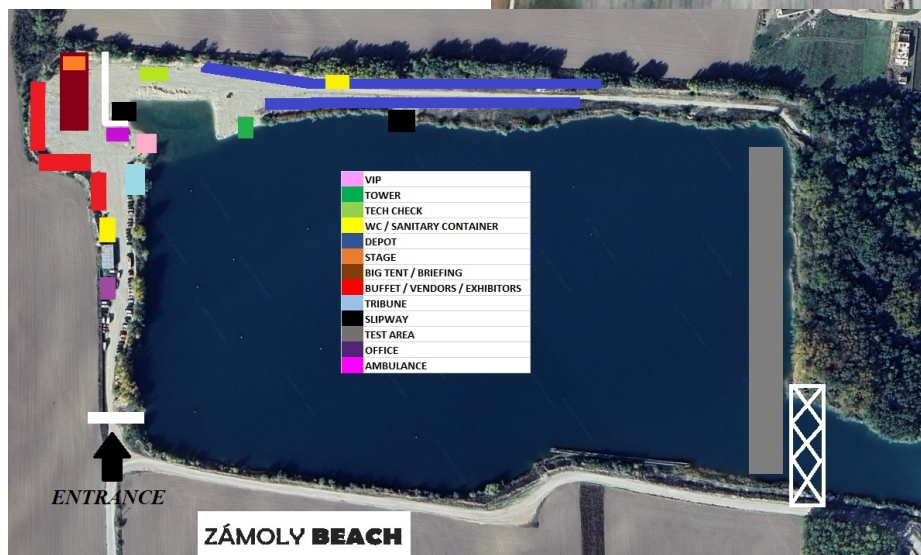 VIP
TOWER
TECH CHECK
WC / SANITARY CONTAINER
DEPOT
STAGE
BIG TENT / BRIEFING
BUFFET / VENDORS / EXHIBITORS
TRIBUNE
SLIPWAY
TEST AREA
OFFICE
AMBULANCE
ENTRANCE
ZÁMOLY BEACH